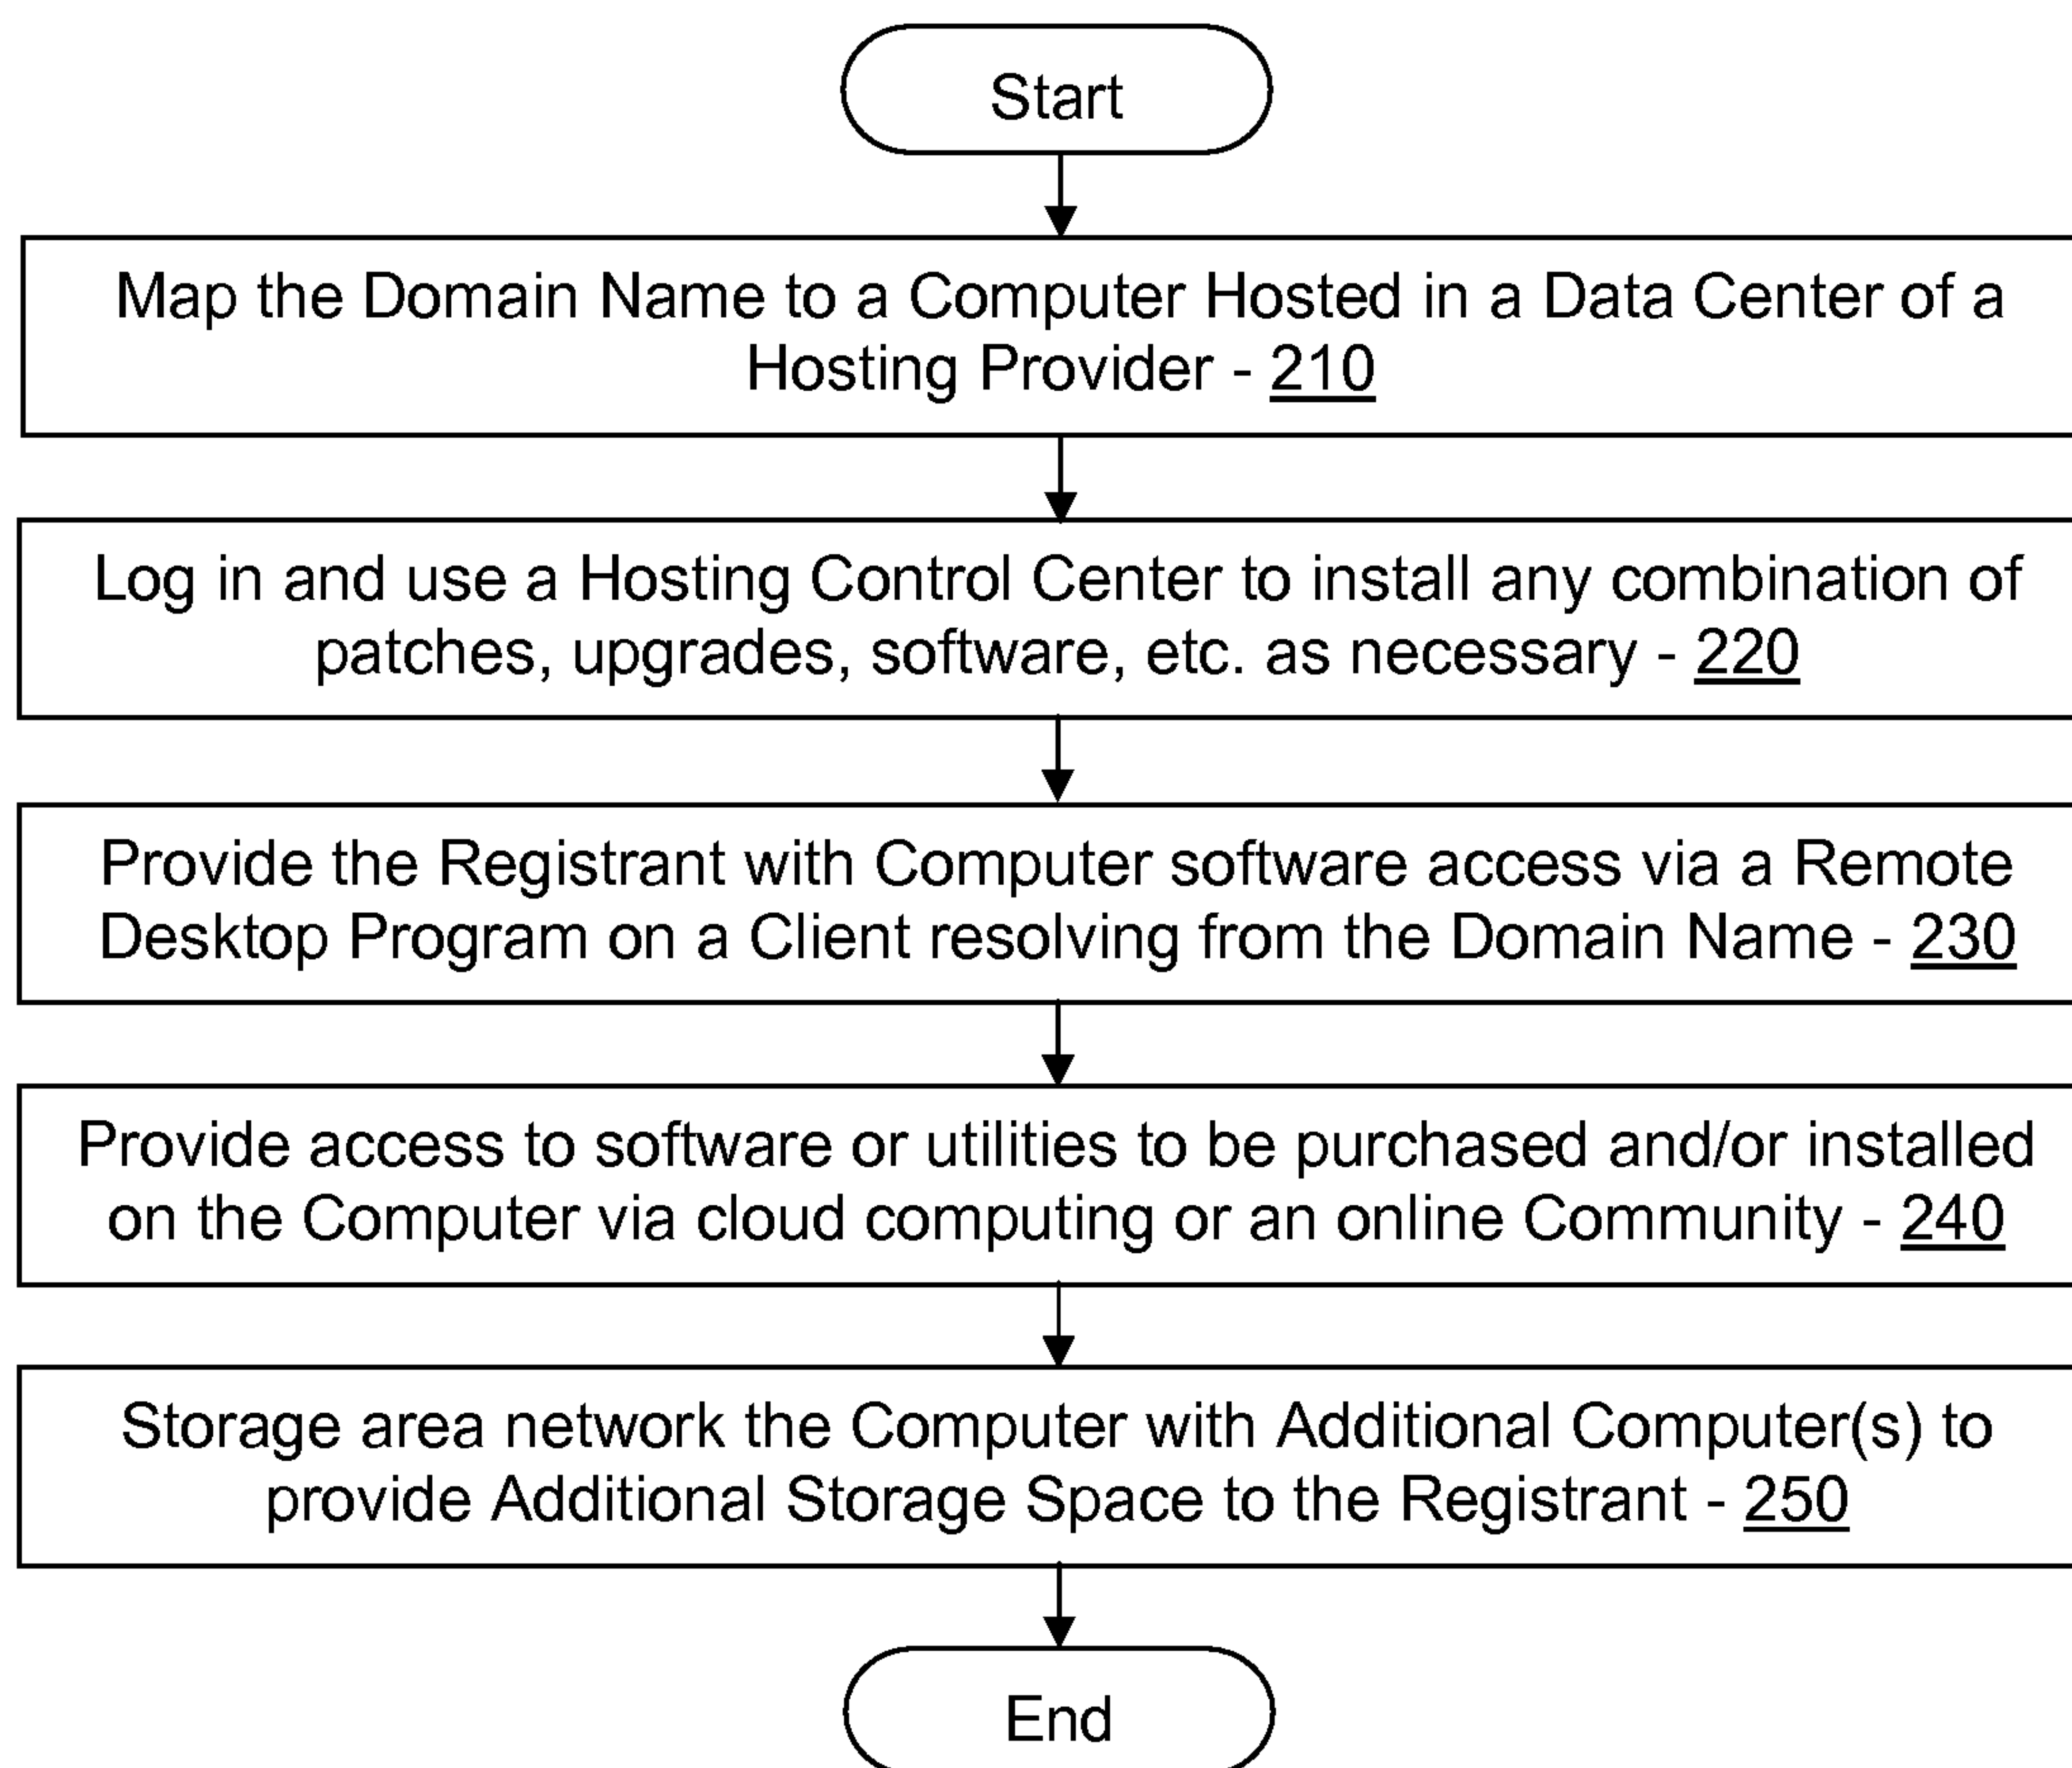 Start
Map the Domain Name to a Computer Hosted in a Data Center of a
Hosting Provider - 210
Log in and use a Hosting Control Center to install any combination of
patches, upgrades, software, etc. as necessary - 220
Provide the Registrant with Computer software access via a Remote
Desktop Program on a Client resolving from the Domain Name - 230
Provide access to software or utilities to be purchased and/or installed
on the Computer via cloud computing or an online Community - 240
Storage area network the Computer with Additional Computer(s) to
provide Additional Storage Space to the Registrant - 250
End